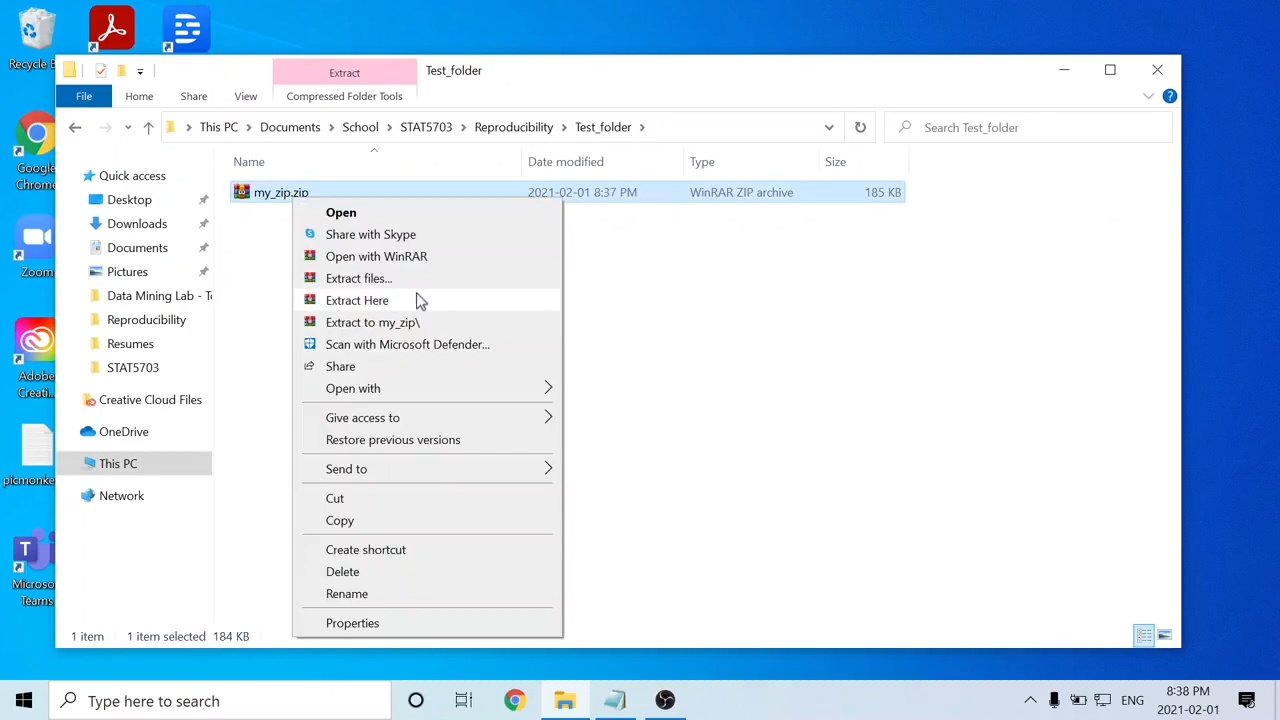 Recycle B
Extract
Test_folder
File
Home
Share
View
Compressed Folder Tools
This PC
Documents
School
STAT5703
Reproducibility
Test_folder
Search Test_folder
Name
Date modified
Type
Size
my_zip.zip
2021-02-01 8:37 PM
WinRAR ZIP archive
185 KB
Quick access
Desktop
Downloads
Documents
Pictures
Data Mining Lab - Te
Reproducibility
Resumes
STAT5703
Creative Cloud Files
OneDrive
This PC
Network
Google
Chrome
Zoom
Adobe
Creati...
picmonke
Microsof
Teams
Open
Share with Skype
Open with WinRAR
Extract files...
Extract Here
Extract to my_zip\
Scan with Microsoft Defender...
Share
Open with
Give access to
Restore previous versions
Send to
Cut
Copy
Create shortcut
Delete
Rename
Properties
1 item
1 item selected
184 KB
Type here to search
ENG
8:38 PM
2021-02-01